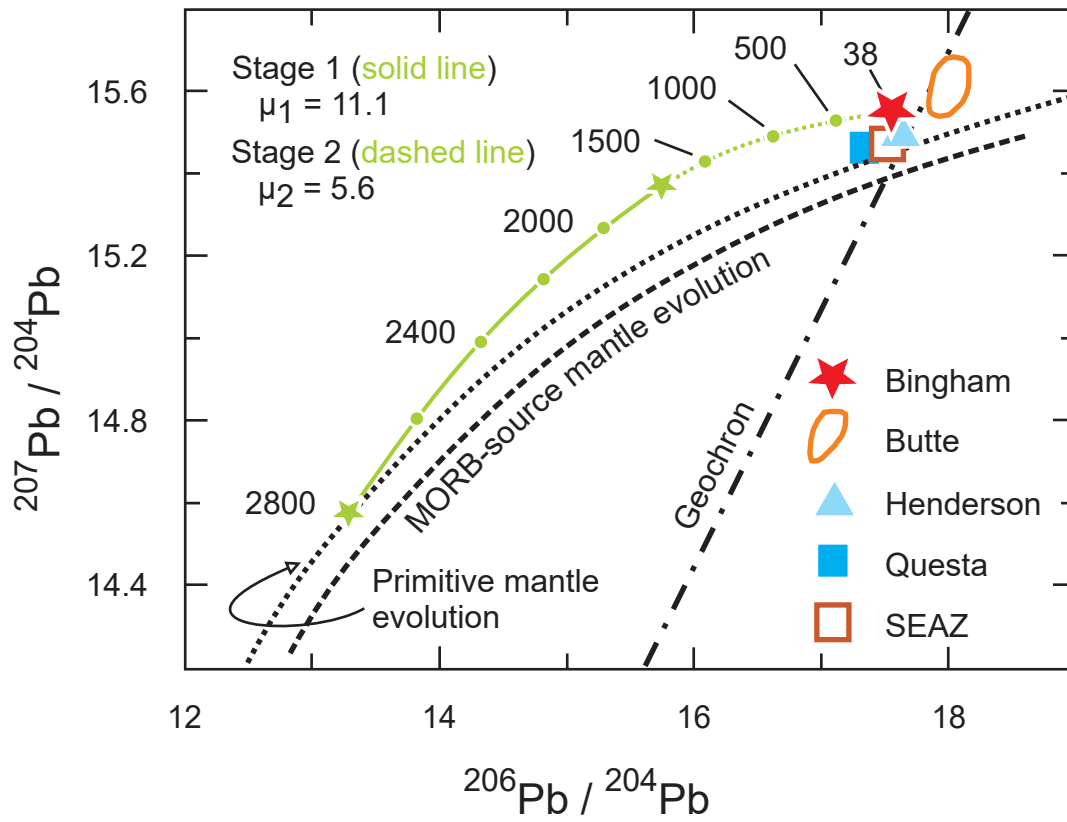 Stage 1 (solid line)
μ1 = 11.1
Stage 2 (dashed line)
μ2 = 5.6
38
500
1000
1500
2000
2400
2800
15.6
15.2
14.8
14.4
207Pb / 204Pb
MORB-source mantle evolution
Geochron
Primitive mantle
evolution
Bingham
Butte
Henderson
Questa
SEAZ
12
14
16
18
206Pb / 204Pb